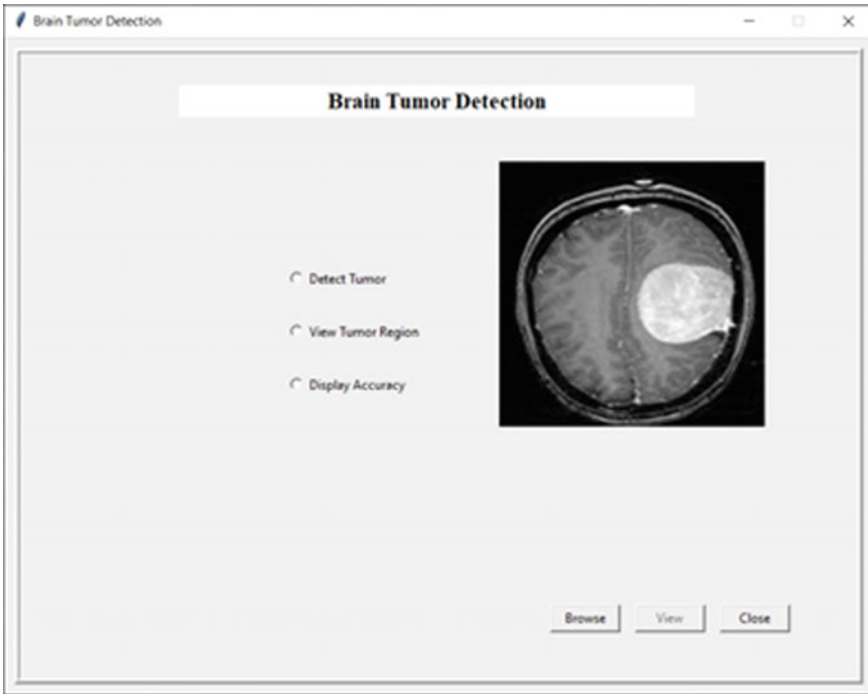 Brain Tumor Detection
Brain Tumor Detection
Detect Tumor
View Tumor Region
Display Accuracy
Browse View Close